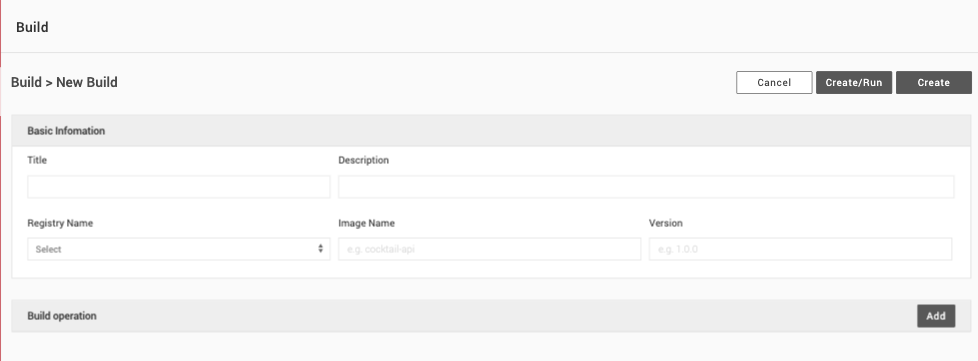 Build
Build > New Build
Cancel
Create/Run
Create
Basic Infomation
Title
Description
Registry Name
Image Name
Version
Select
e.g. cocktail-api
e.g. 1.0.0
Build operation
Add